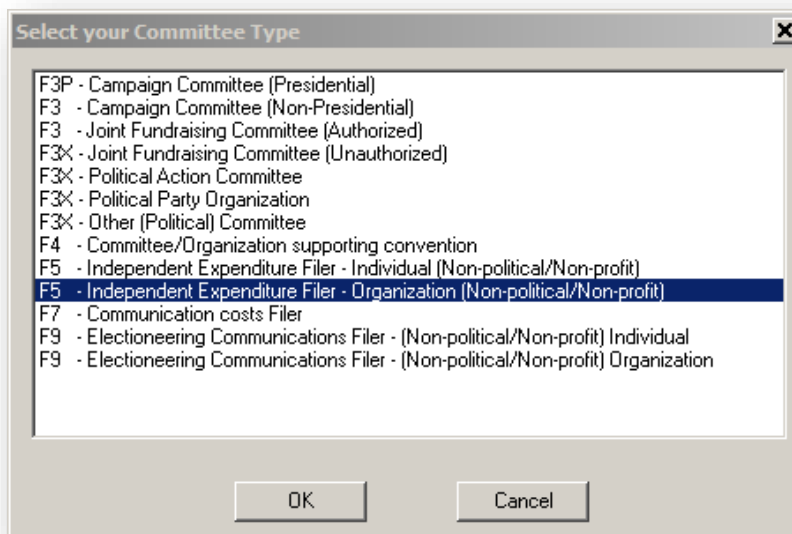 Select your Committee Type
F3P - Campaign Committee (Presidential)
F3 - Campaign Committee (Non-Presidential)
F3 - Joint Fundraising Committee (Authorized)
F3X - Joint Fundraising Committee (Unauthorized)
F3X - Political Action Committee
F3X - Political Party Organization
F3X - Other (Political) Committee
F4 - Committee/Organization supporting convention
F5 - Independent Expenditure Filer - Individual (Non-political/Non-profit)
F5 - Independent Expenditure Filer - Organization (Non-political/Non-profit)
F7 - Communication costs Filer
F9 - Electioneering Communications Filer - (Non-political/Non-profit) Individual
F9 - Electioneering Communications Filer - (Non-political/Non-profit) Organization
OK Cancel